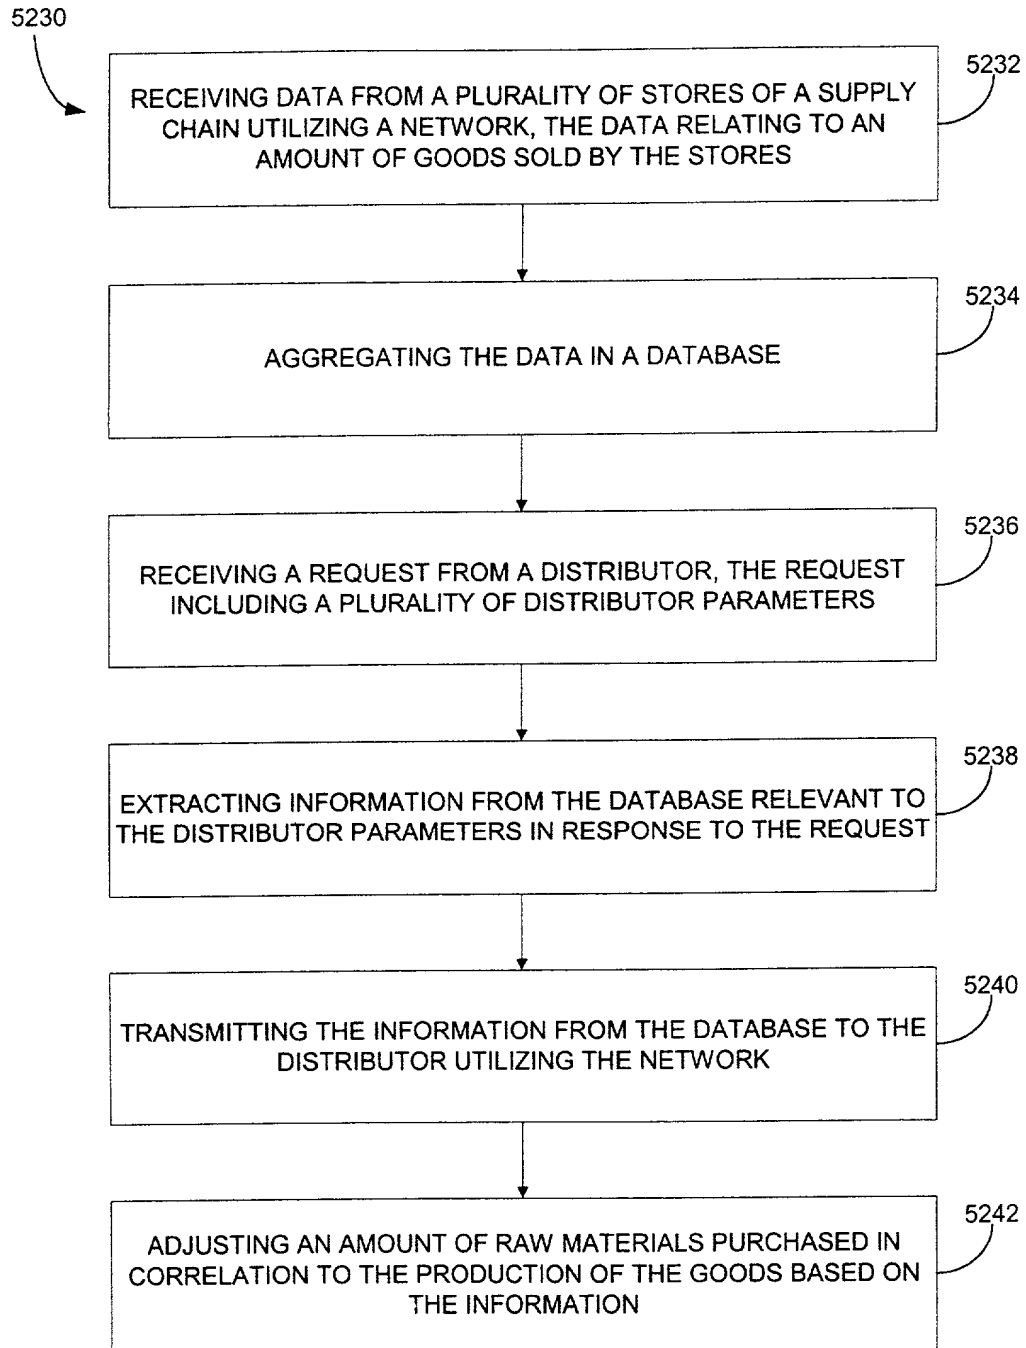 5230
5232
RECEIVING DATA FROM A PLURALITY OF STORES OF A SUPPLY
CHAIN UTILIZING A NETWORK, THE DATA RELATING TO AN
AMOUNT OF GOODS SOLD BY THE STORES
5234
AGGREGATING THE DATA IN A DATABASE
5236
RECEIVING A REQUEST FROM A DISTRIBUTOR, THE REQUEST
INCLUDING A PLURALITY OF DISTRIBUTOR PARAMETERS
5238
EXTRACTING INFORMATION FROM THE DATABASE RELEVANT TO
THE DISTRIBUTOR PARAMETERS IN RESPONSE TO THE REQUEST
5240
TRANSMITTING THE INFORMATION FROM THE DATABASE TO THE
DISTRIBUTOR UTILIZING THE NETWORK
5242
ADJUSTING AN AMOUNT OF RAW MATERIALS PURCHASED IN
CORRELATION TO THE PRODUCTION OF THE GOODS BASED ON
THE INFORMATION